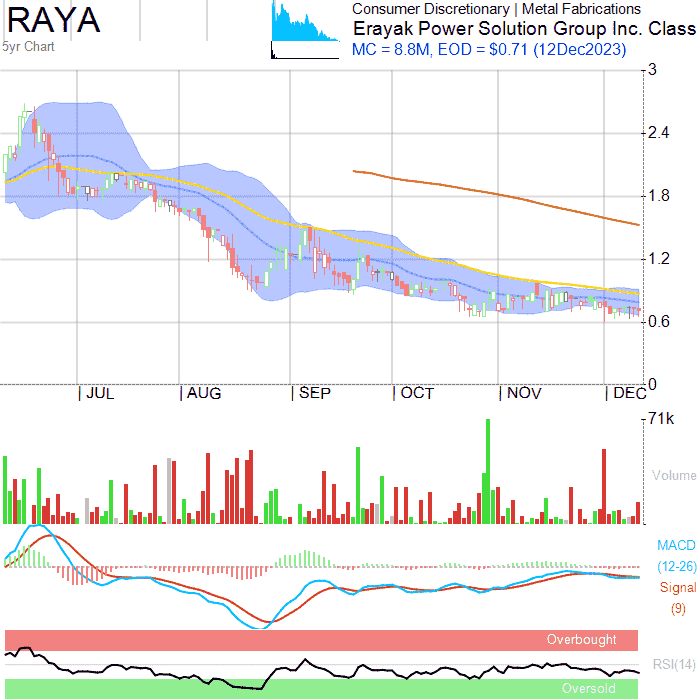 RAYA
5yr Chart
Consumer Discretionary | Metal Fabrications
Erayak Power Solution Group Inc. Class
MC = 8.8M, EOD = $0.71 (12Dec2023)
3
2.4
1.8
1.2
0.6
0
JUL AUG SEP OCT NOV DEC
71k
Volume
MACD
(12-26)
Signal
(9)
Overbought
RSI(14)
Oversold